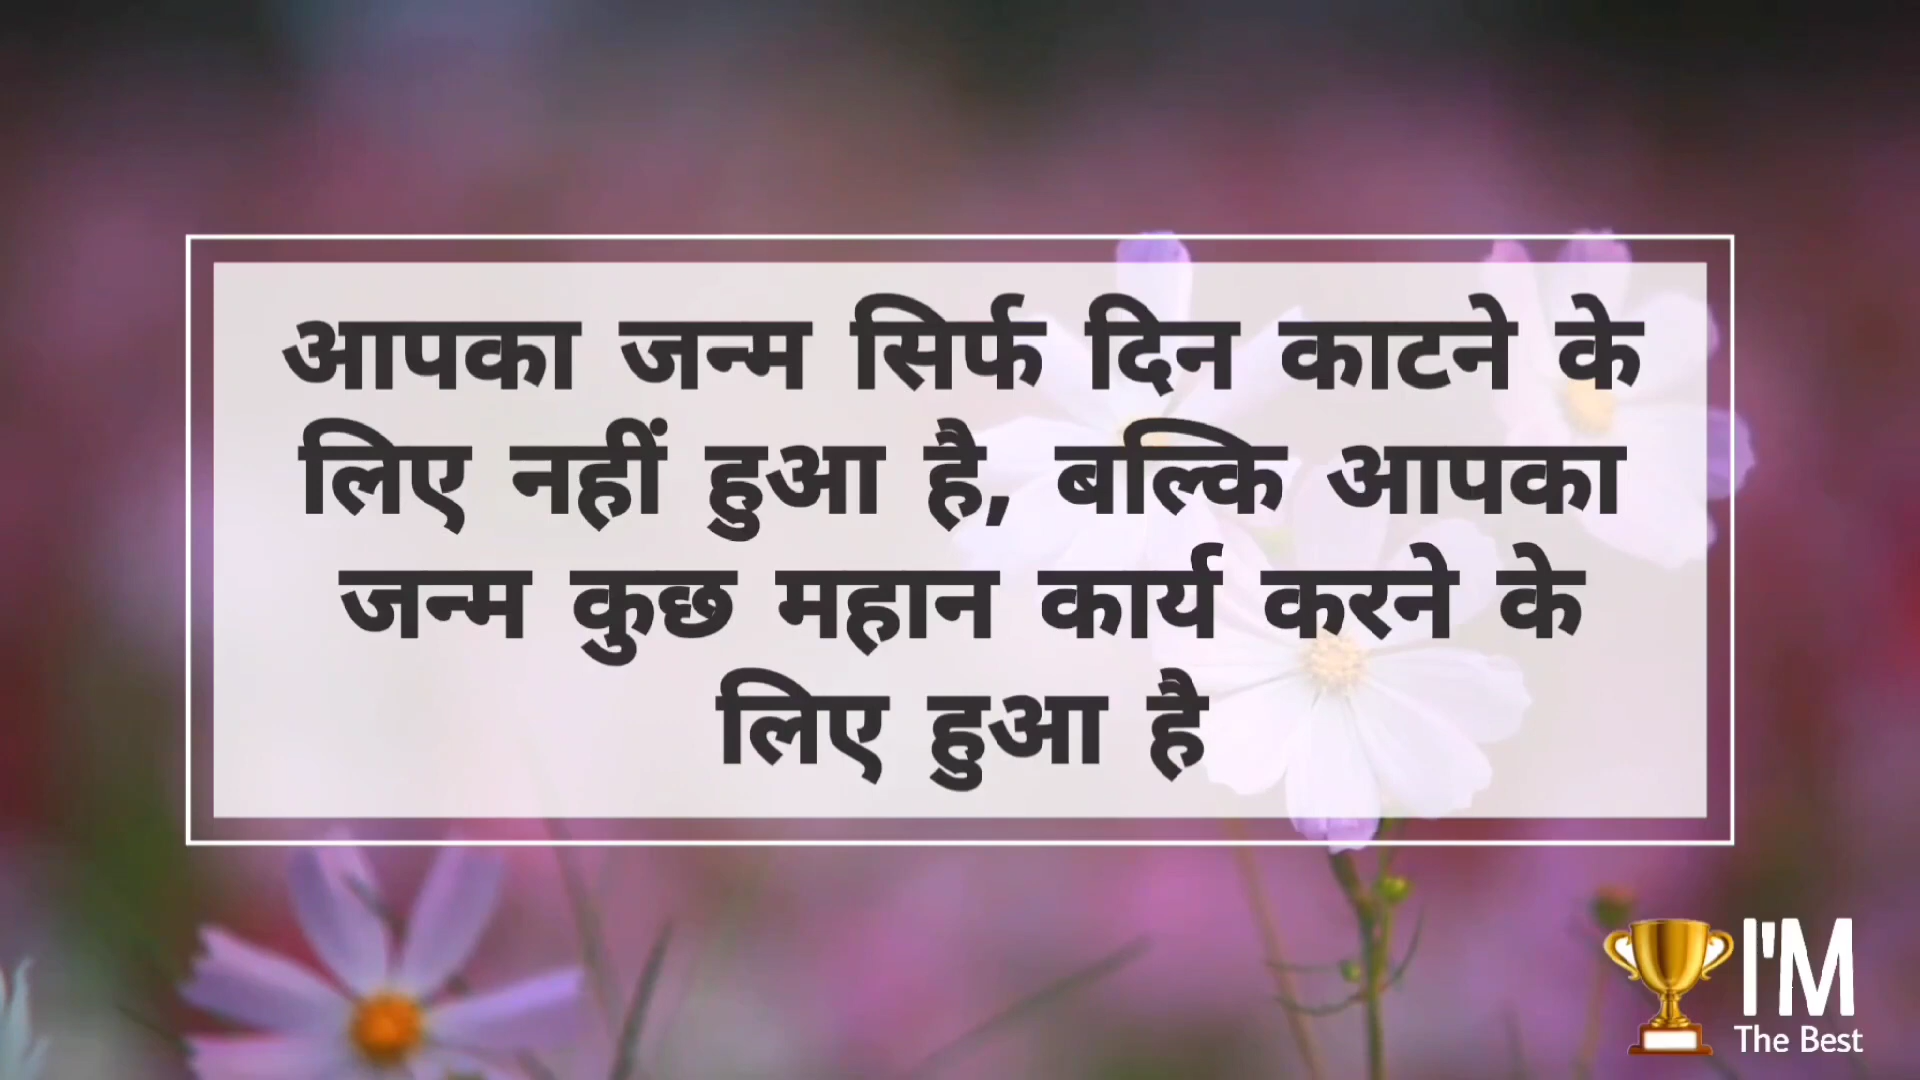 आपका जन्म सिर्फ दिन काटने के
लिए नहीं हुआ है, बल्कि आपका
जन्म कुछ महान कार्य करने के
लिए हुआ है
I'M
The Best